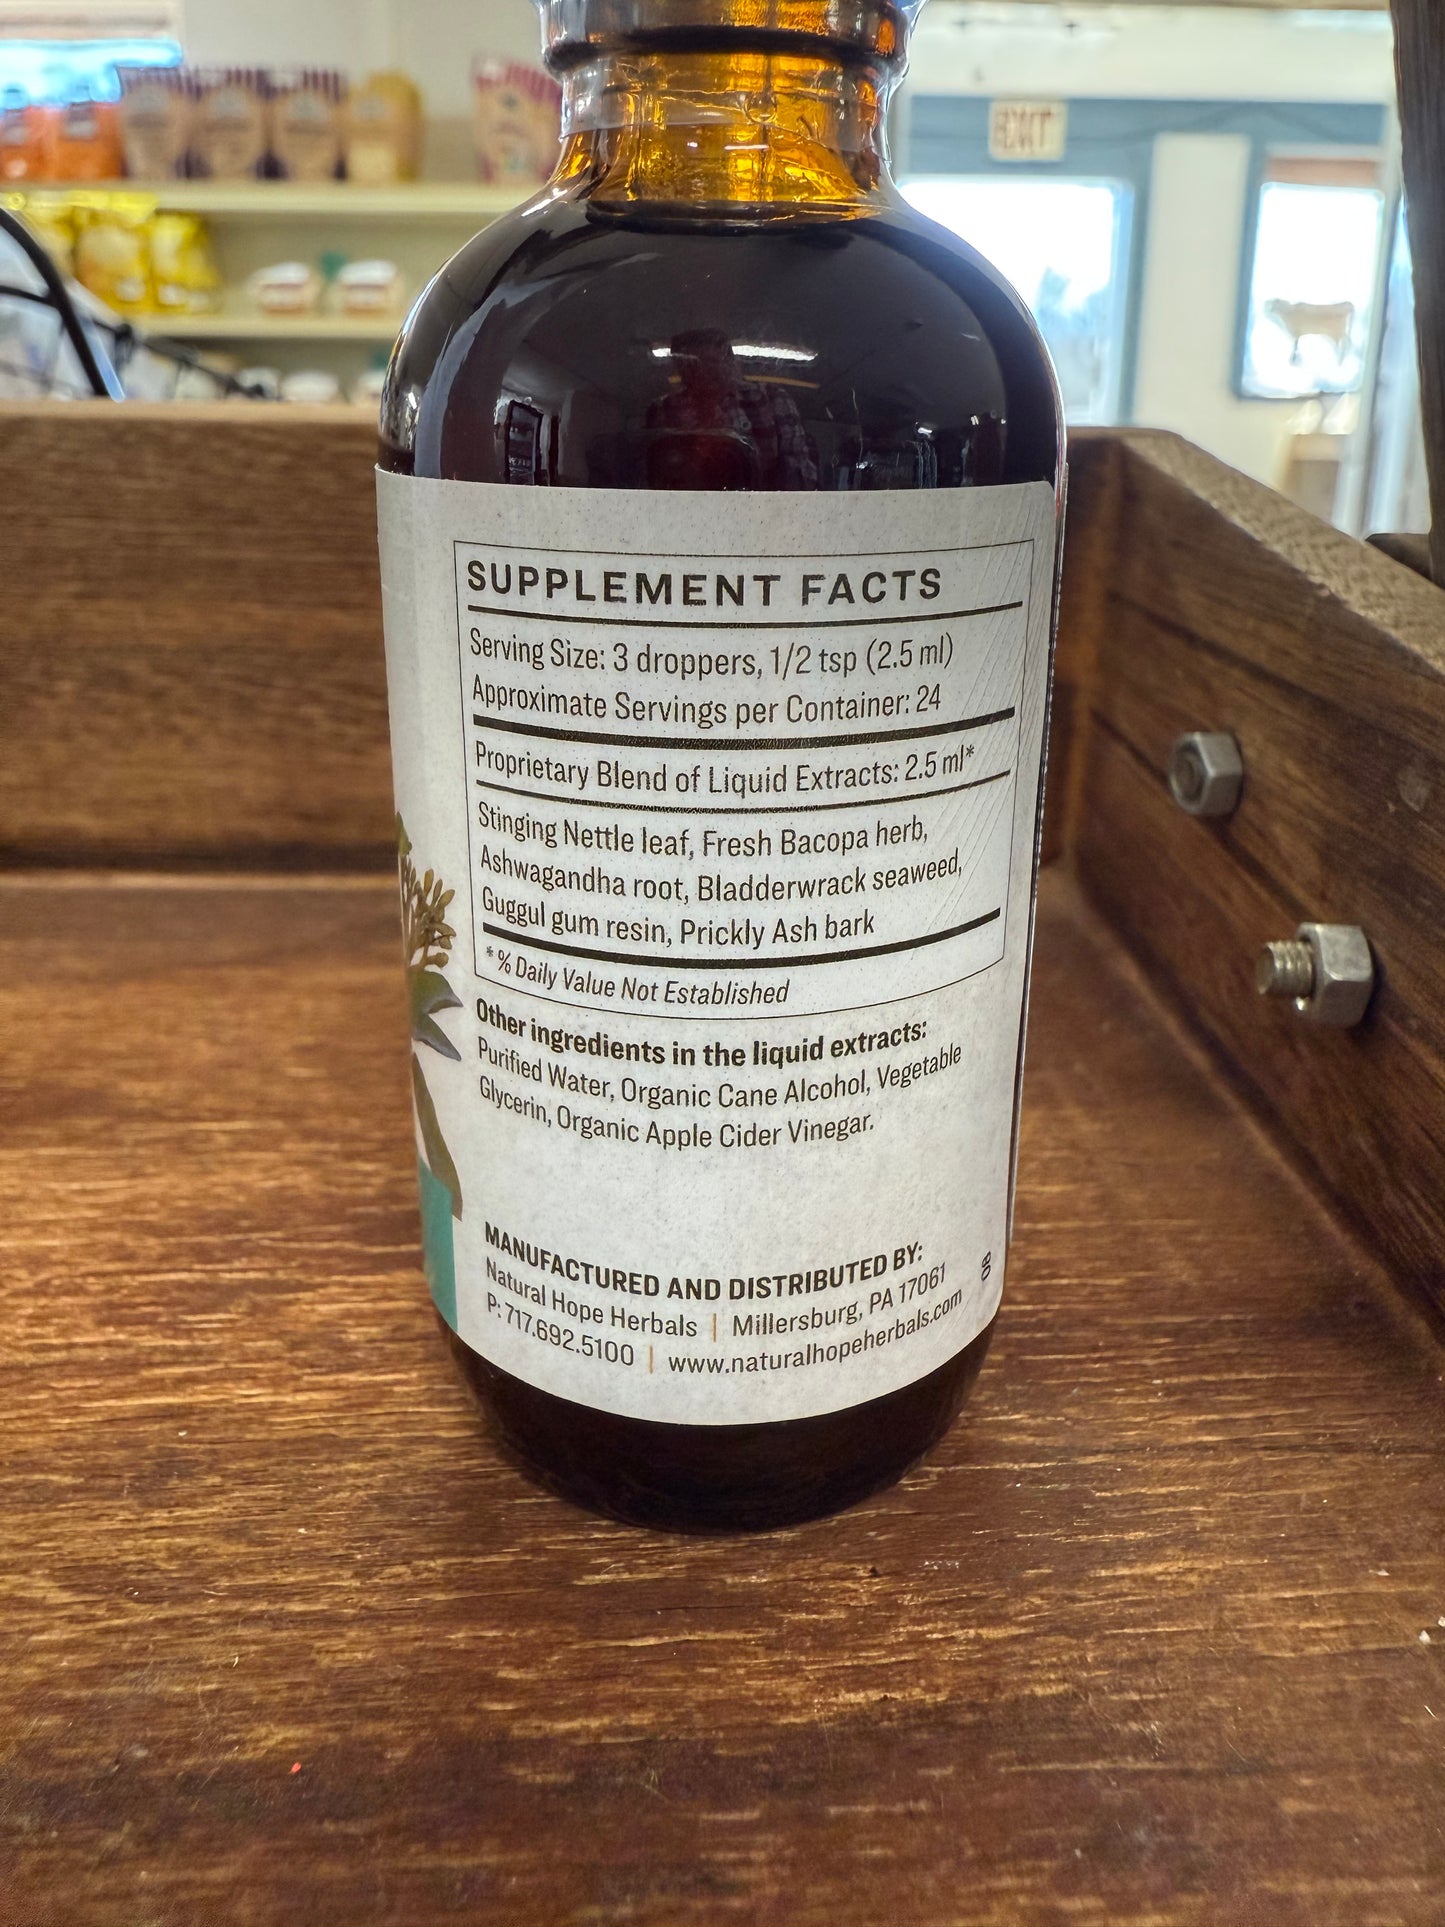 EXIT
SUPPLEMENT FACTS
Serving Size: 3 droppers, 1/2 tsp (2.5 ml)
Approximate Servings per Container: 24
Proprietary Blend of Liquid Extracts: 2.5 ml*
Stinging Nettle leaf, Fresh Bacopa herb,
Ashwagandha root, Bladderwrack seaweed,
Guggul gum resin, Prickly Ash bark
*% Daily Value Not Established
Other ingredients in the liquid extracts:
Purified Water, Organic Cane Alcohol, Vegetable
Glycerin, Organic Apple Cider Vinegar.
MANUFACTURED AND DISTRIBUTED BY:
Natural Hope Herbals | Millersburg, PA 17061
P: 717.692.5100 | www.naturalhopeherbals.com